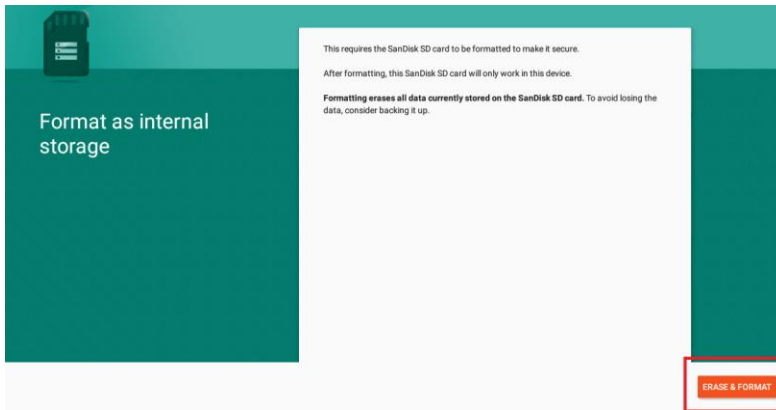 Format as internal
storage
This requires the SanDisk SD card to be formatted to make it secure.
After formatting, this SanDisk SD card will only work in this device.
Formatting erases all data currently stored on the SanDisk SD card. To avoid losing the
data, consider backing it up.
ERASE & FORMAT